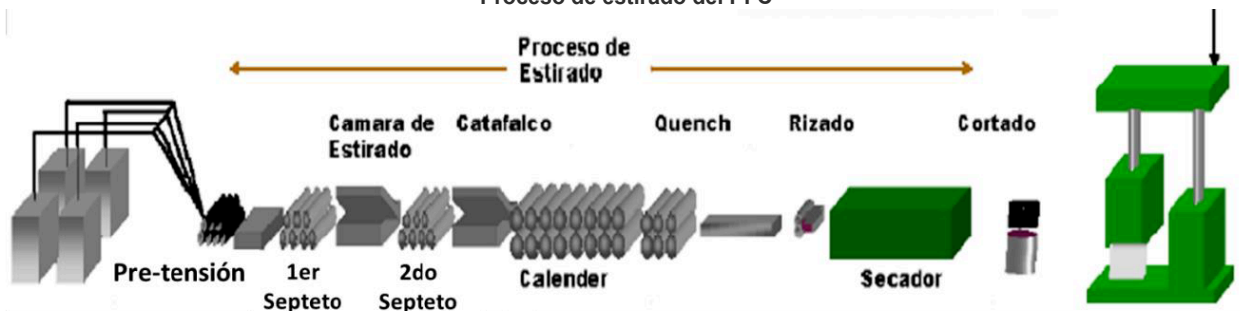 Proceso de
Estirado
Camara de
Estirado
Catafalco
Quench
Rizado
Cortado
Pre-tensión
1er
Septeto
2do
Septeto
Calender
Secador